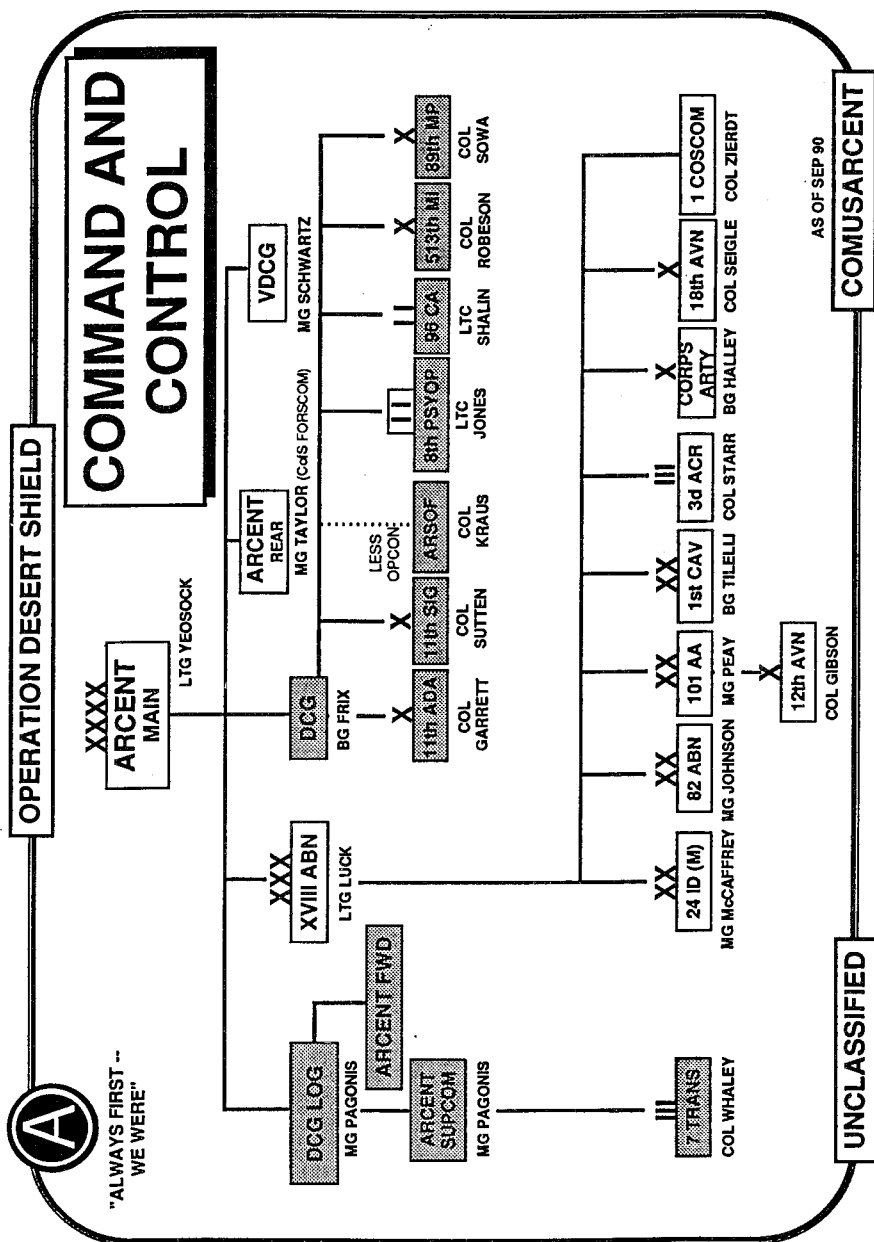 OPERATION DESERT SHIELD
A
"ALWAYS FIRST --
WE WERE"
COMMAND AND
CONTROL
XXXX
ARCENT
MAIN
LTG YEOSOCK
DCG LOG
MG PAGONIS
ARCENT FWD
ARCENT
SUPCOM
MG PAGONIS
III
7 TRANS
COL WHALEY
XXX
XVIII ABN
LTG LUCK
DCG
BG FRIX
ARCENT
REAR
MG TAYLOR (CofS FORSCOM)
VDCG
MG SCHWARTZ
X
11th ADA
COL
GARRETT
X
11th SIG
COL
SUTTEN
LESS
OPCON
ARSOF
COL
KRAUS
II
8th PSYOP
LTC
JONES
II
96 CA
LTC
SHALIN
X
513th MI
COL
ROBESON
X
89th MP
COL
SOWA
XX
24 ID (M)
MG McCAFFREY
XX
82 ABN
MG JOHNSON
XX
101 AA
MG PEAY
X
12th AVN
COL GIBSON
XX
1st CAV
BG TILELLI
III
3d ACR
COL STARR
X
CORPS
ARTY
BG HALLEY
X
18th AVN
COL SEIGLE
1 COSCOM
COL ZIERDT
AS OF SEP 90
UNCLASSIFIED
COMUSARCENT